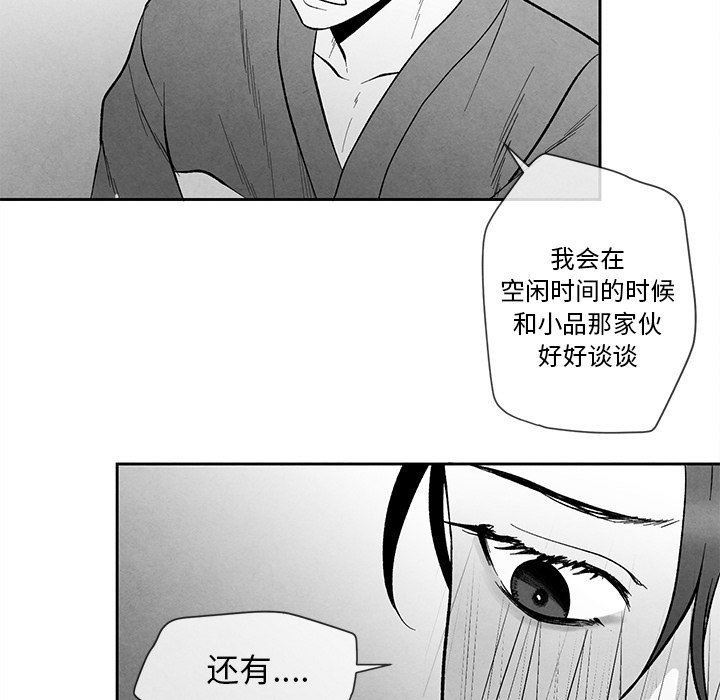 我会在
空闲时间的时候
和小品那家伙
好好谈谈
还有....